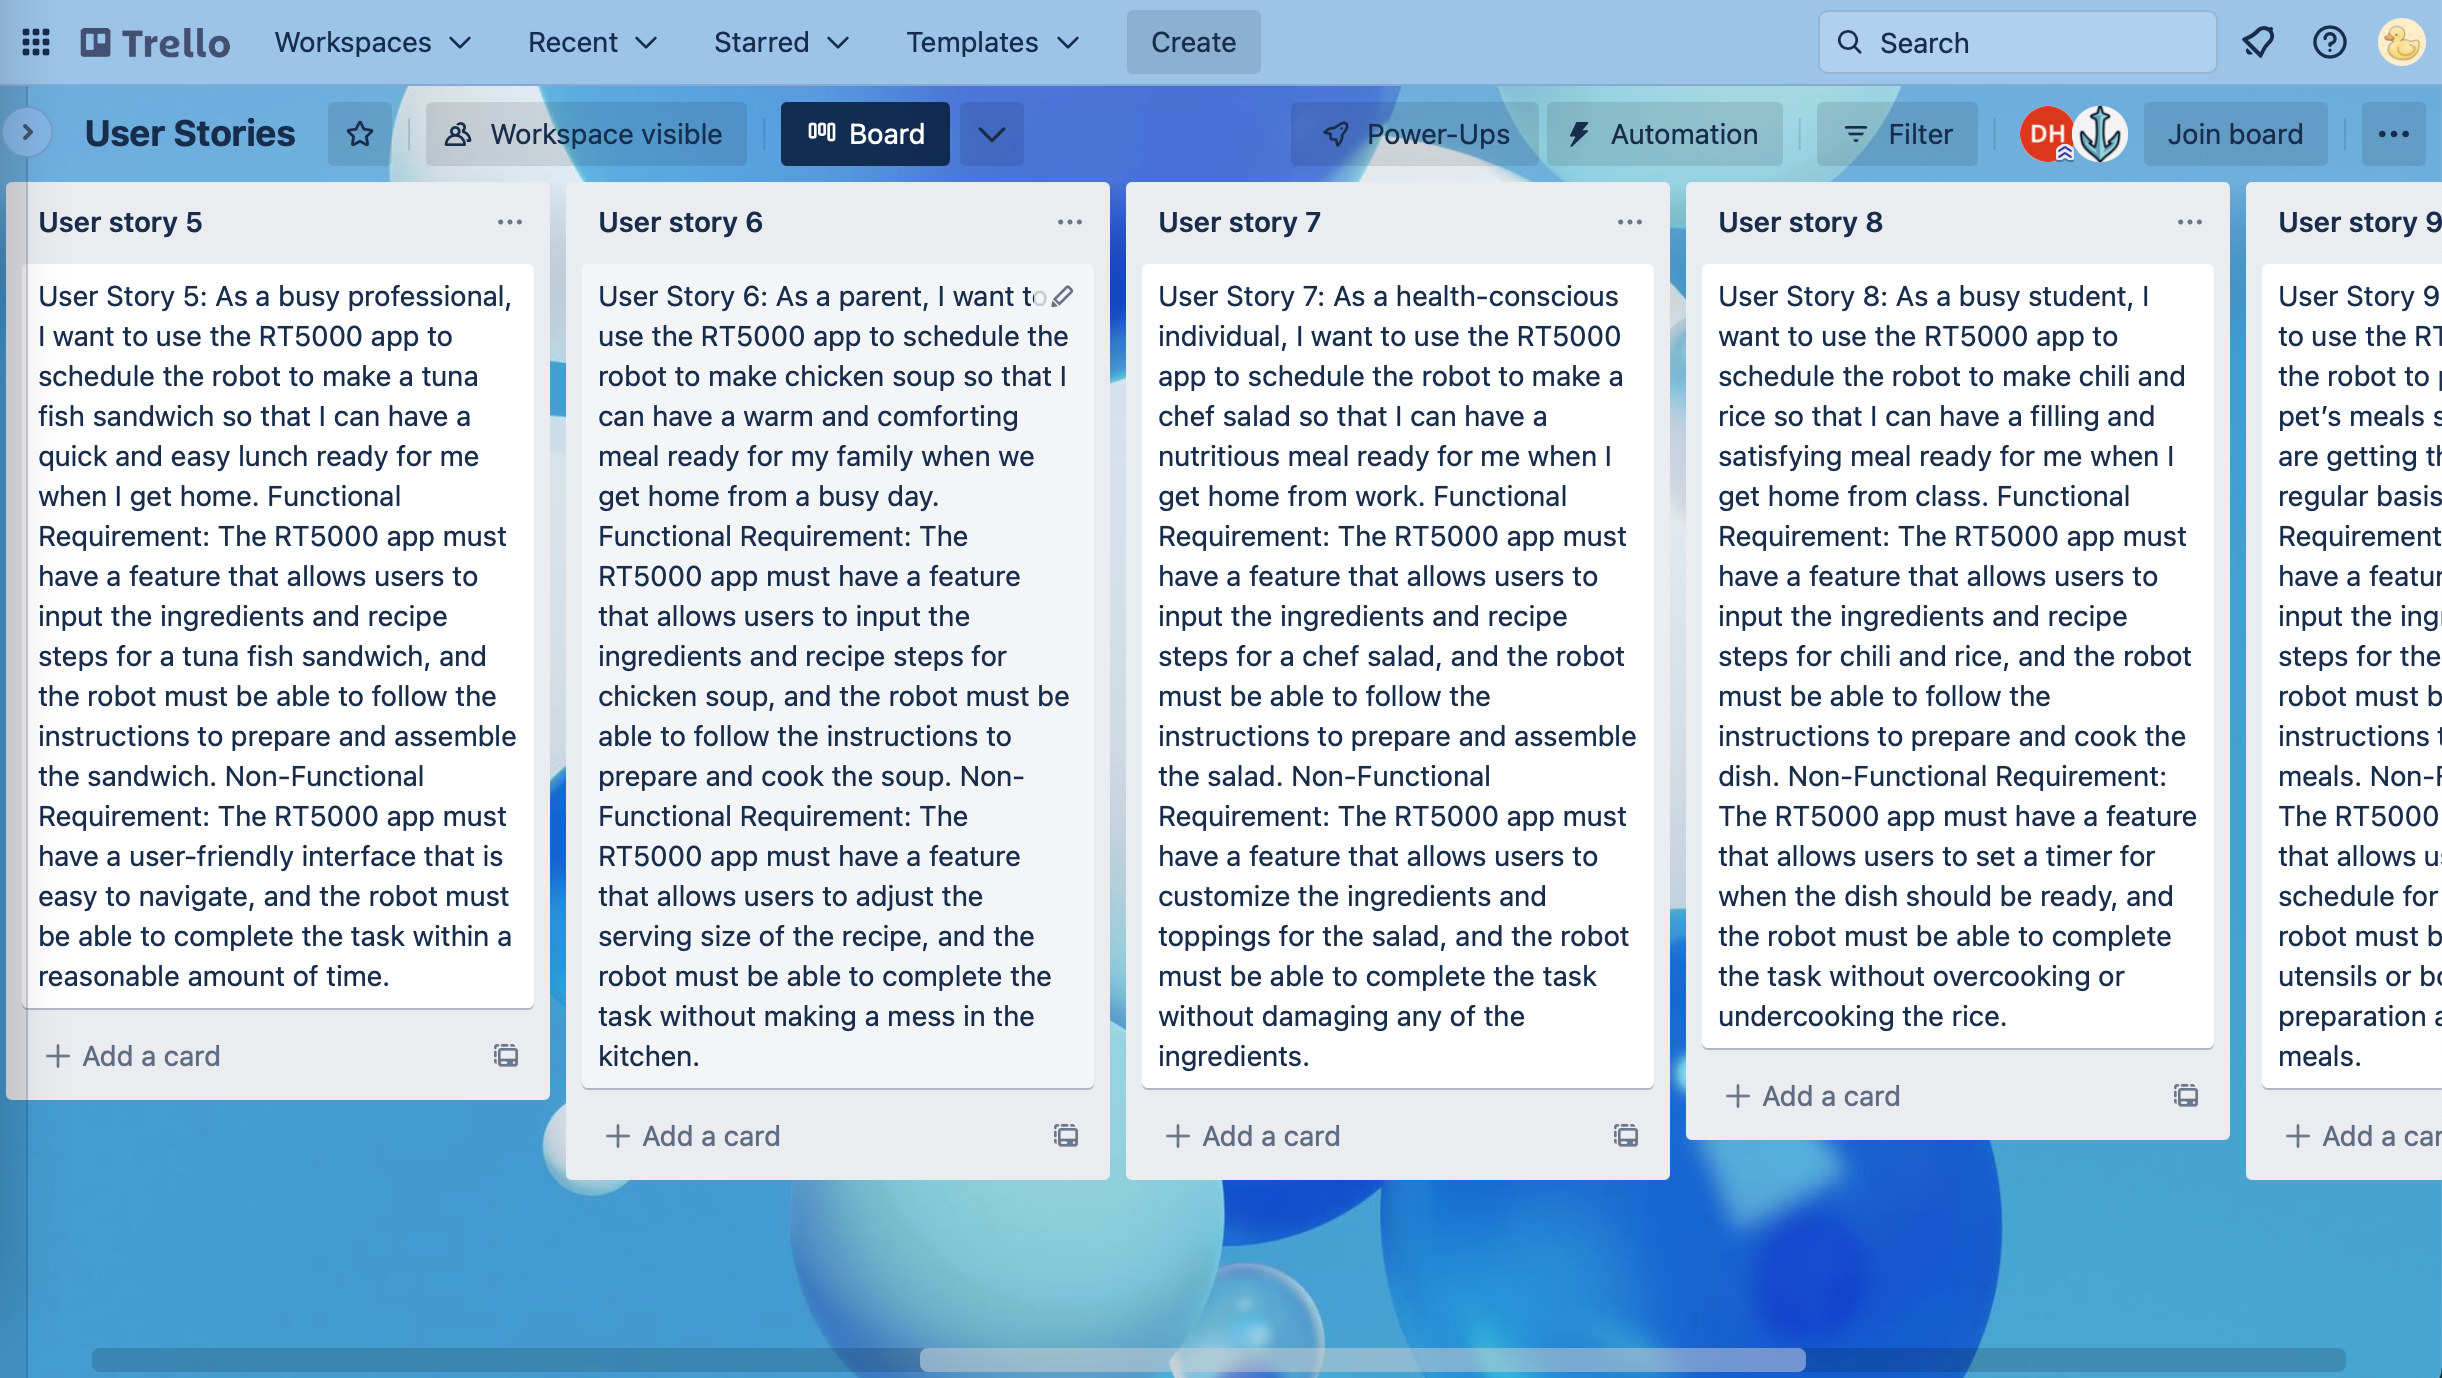 Trello
Workspaces
Recent
Starred
Templates
Create
Search
User Stories
Workspace visible
Board
Power-Ups
Automation
Filter
DH
Join board
User story 5
User Story 5: As a busy professional,
I want to use the RT5000 app to
schedule the robot to make a tuna
fish sandwich so that I can have a
quick and easy lunch ready for me
when I get home. Functional
Requirement: The RT5000 app must
have a feature that allows users to
input the ingredients and recipe
steps for a tuna fish sandwich, and
the robot must be able to follow the
instructions to prepare and assemble
the sandwich. Non-Functional
Requirement: The RT5000 app must
have a user-friendly interface that is
easy to navigate, and the robot must
be able to complete the task within a
reasonable amount of time.
Add a card
User story 6
User Story 6: As a parent, I want to
use the RT5000 app to schedule the
robot to make chicken soup so that I
can have a warm and comforting
meal ready for my family when we
get home from a busy day.
Functional Requirement: The
RT5000 app must have a feature
that allows users to input the
ingredients and recipe steps for
chicken soup, and the robot must be
able to follow the instructions to
prepare and cook the soup. Non-
Functional Requirement: The
RT5000 app must have a feature
that allows users to adjust the
serving size of the recipe, and the
robot must be able to complete the
task without making a mess in the
kitchen.
Add a card
User story 7
User Story 7: As a health-conscious
individual, I want to use the RT5000
app to schedule the robot to make a
chef salad so that I can have a
nutritious meal ready for me when I
get home from work. Functional
Requirement: The RT5000 app must
have a feature that allows users to
input the ingredients and recipe
steps for a chef salad, and the robot
must be able to follow the
instructions to prepare and assemble
the salad. Non-Functional
Requirement: The RT5000 app must
have a feature that allows users to
customize the ingredients and
toppings for the salad, and the robot
must be able to complete the task
without damaging any of the
ingredients.
Add a card
User story 8
User Story 8: As a busy student, I
want to use the RT5000 app to
schedule the robot to make chili and
rice so that I can have a filling and
satisfying meal ready for me when I
get home from class. Functional
Requirement: The RT5000 app must
have a feature that allows users to
input the ingredients and recipe
steps for chili and rice, and the robot
must be able to follow the
instructions to prepare and cook the
dish. Non-Functional Requirement:
The RT5000 app must have a feature
that allows users to set a timer for
when the dish should be ready, and
the robot must be able to complete
the task without overcooking or
undercooking the rice.
Add a card
User story 9
User Story 9
to use the
the robot to
pet's meals
are getting
regular basis
Requirement
have a
input the
steps for the
robot must
instructions
meals.
The RT5000
that allows
schedule for
robot must
utensils or
preparation
meals.
Add a